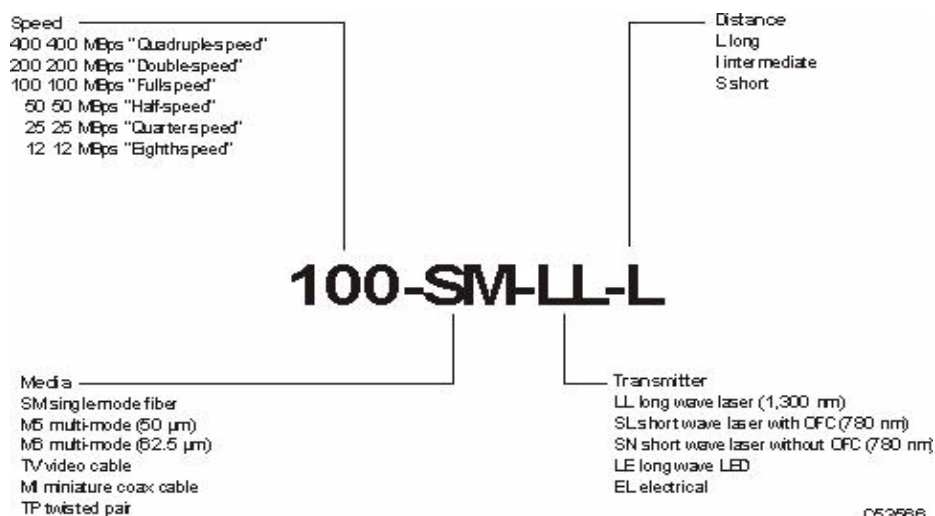 Speed
400 400 MBps "Quadruple-speed"
200 200 MBps "Double-speed"
100 100 MBps "Full-speed"
50 50 MBps "Half-speed"
25 25 MBps "Quarter-speed"
12 12 MBps "Eighth-speed"
Distance
L long
I intermediate
S short
100-SM-LL-L
Media
SM single-mode fiber
M5 multi-mode (50 µm)
M6 multi-mode (62.5 µm)
TV video cable
MI miniature coax cable
TP twisted pair
Transmitter
LL long wave laser (1,300 nm)
SL short wave laser with OFC (780 nm)
SN short wave laser without OFC (780 nm)
LE long wave LED
EL electrical